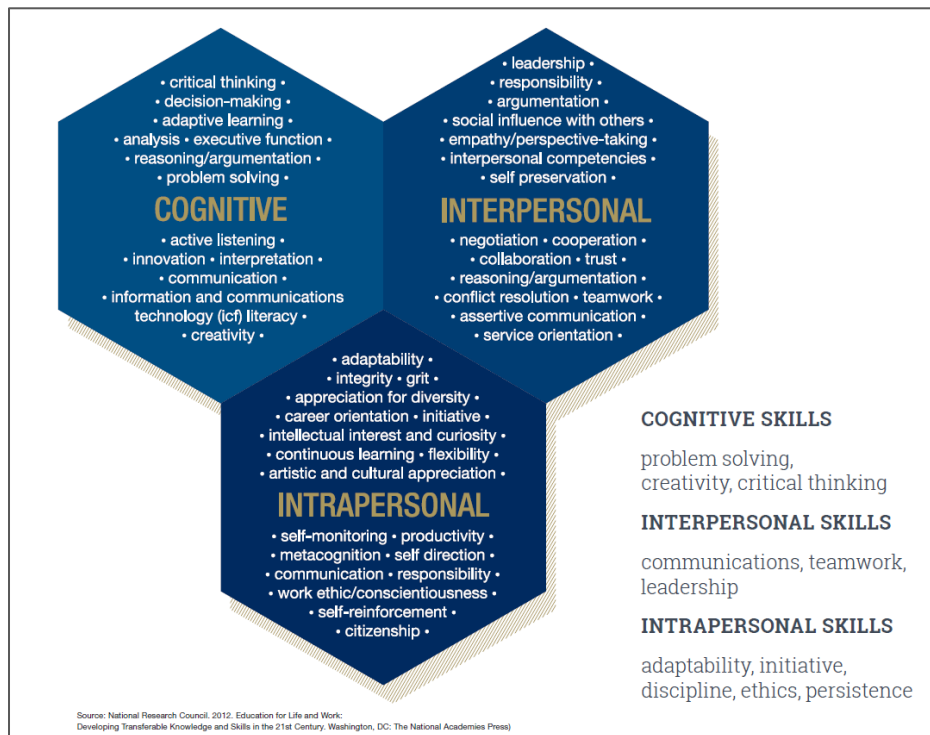 • critical thinking •
• decision-making •
• adaptive learning •
analysis • executive function •
• reasoning/argumentation •
• problem solving •
COGNITIVE
• active listening •
• innovation • interpretation •
• communication •
• information and communications
technology (icf) literacy •
• creativity •
• leadership •
• responsibility •
• argumentation •
• social influence with others •
• empathy/perspective-taking •
• interpersonal competencies •
• self preservation •
INTERPERSONAL
• negotiation • cooperation •
• collaboration • trust •
• reasoning/argumentation •
• conflict resolution • teamwork •
• assertive communication •
• service orientation •
• adaptability •
• integrity • grit •
• appreciation for diversity •
• career orientation • initiative •
• intellectual interest and curiosity •
• continuous learning • flexibility •
• artistic and cultural appreciation •
INTRAPERSONAL
• self-monitoring • productivity •
• metacognition • self direction •
• communication • responsibility •
• work ethic/conscientiousness •
• self-reinforcement •
• citizenship •
COGNITIVE SKILLS
problem solving,
creativity, critical thinking
INTERPERSONAL SKILLS
communications, teamwork,
leadership
INTRAPERSONAL SKILLS
adaptability, initiative,
discipline, ethics, persistence
Source: National Research Council. 2012. Education for Life and Work:
Developing Transferable Knowledge and Skills in the 21st Century. Washington, DC: The National Academies Press)